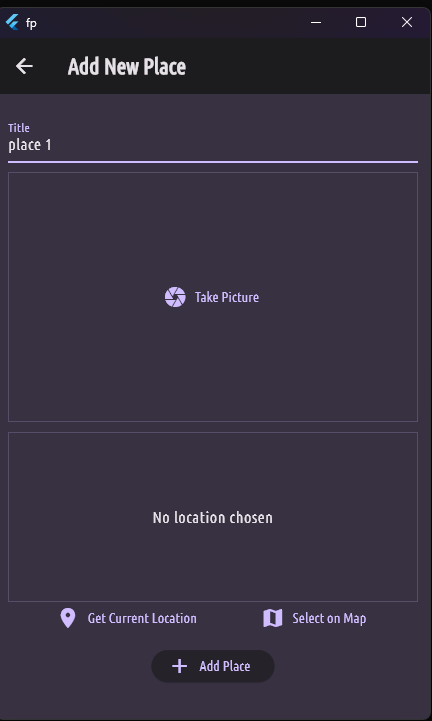 fp
Add New Place
Title
place 1
Take Picture
No location chosen
Get Current Location Select on Map
Add Place